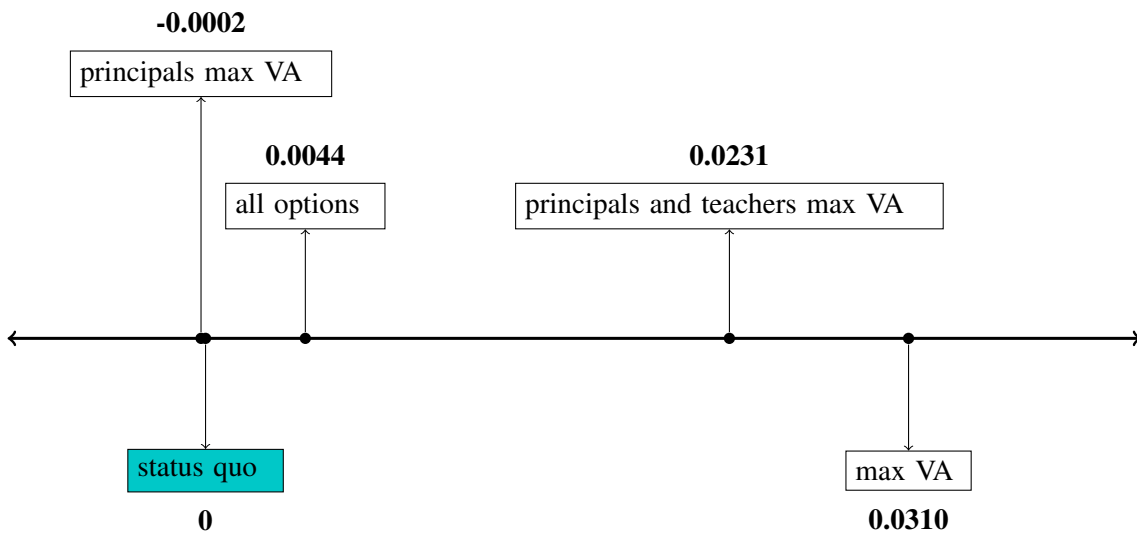 -0.0002
principals max VA
0.0044
all options
0.0231
principals and teachers max VA
status quo
0
max VA
0.0310